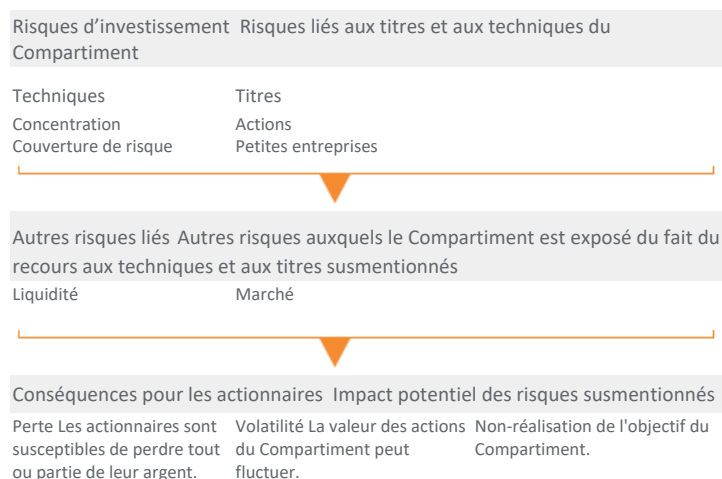 Risques d’investissement Risques liés aux titres et aux techniques du
Compartiment
Techniques Titres
Concentration Actions
Couverture de risque Petites entreprises
Autres risques liés Autres risques auxquels le Compartiment est exposé du fait du
recours aux techniques et aux titres susmentionnés
Liquidité Marché
Conséquences pour les actionnaires Impact potentiel des risques susmentionnés
Perte Les actionnaires sont
susceptibles de perdre tout
ou partie de leur argent.
Volatilité La valeur des actions
du Compartiment peut
fluctuer.
Non-réalisation de l'objectif du
Compartiment.